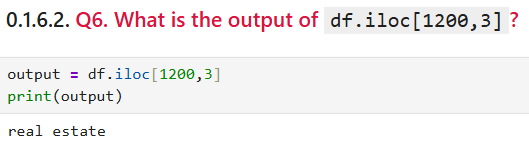 0.1.6.2. Q6. What is the output of df.iloc[1200,3] ?
output = df.iloc[1200,3]
print(output)
real estate